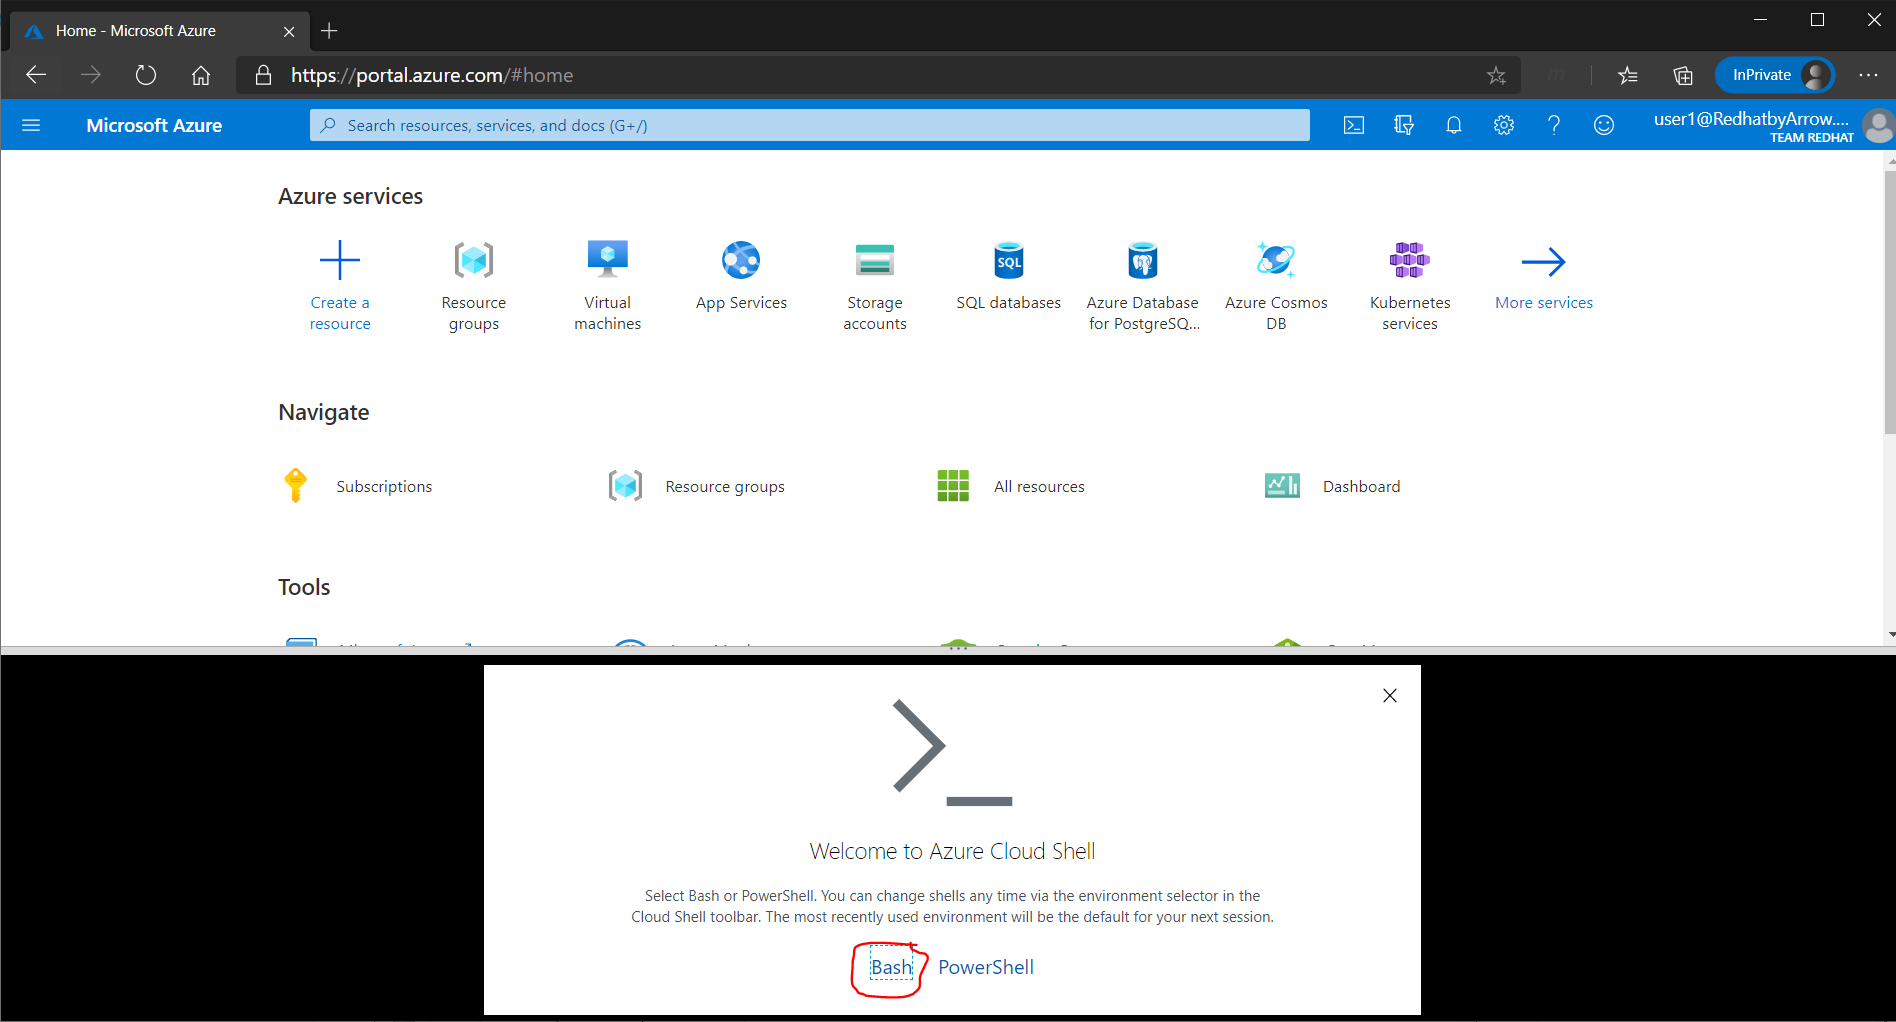 Home - Microsoft Azure
https://portal.azure.com/#home
InPrivate
Microsoft Azure
Search resources, services, and docs (G+/)
user1@RedhatbyArrow....
TEAM REDHAT
Azure services
Create a
resource
Resource
groups
Virtual
machines
App Services
Storage
accounts
SQL
SQL databases
Azure Database
for PostgreSQ...
Azure Cosmos
DB
Kubernetes
services
More services
Navigate
Subscriptions
Resource groups
All resources
Dashboard
Tools
Welcome to Azure Cloud Shell
Select Bash or PowerShell. You can change shells any time via the environment selector in the
Cloud Shell toolbar. The most recently used environment will be the default for your next session.
Bash PowerShell